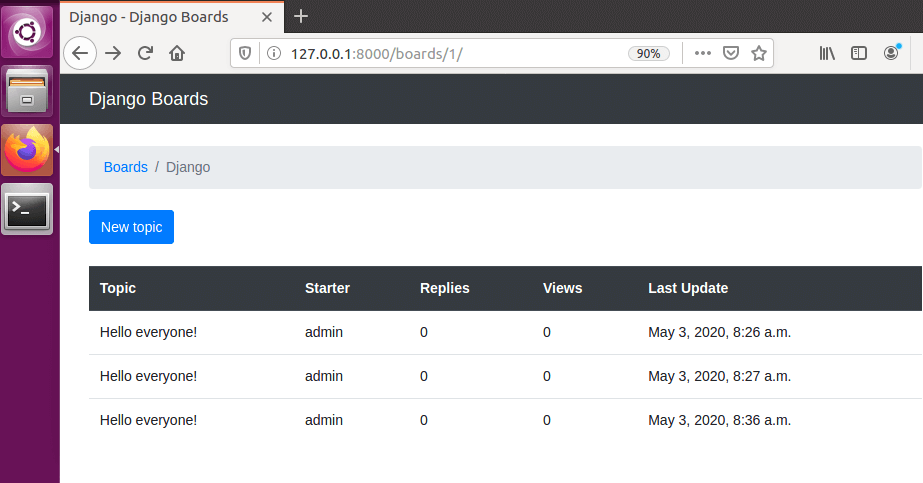 Django - Django Boards
127.0.0.1:8000/boards/1/ 90%
Django Boards
Boards / Django
New topic
Topic Starter Replies Views Last Update
Hello everyone! admin 0 0 May 3, 2020, 8:26 a.m.
Hello everyone! admin 0 0 May 3, 2020, 8:27 a.m.
Hello everyone! admin 0 0 May 3, 2020, 8:36 a.m.